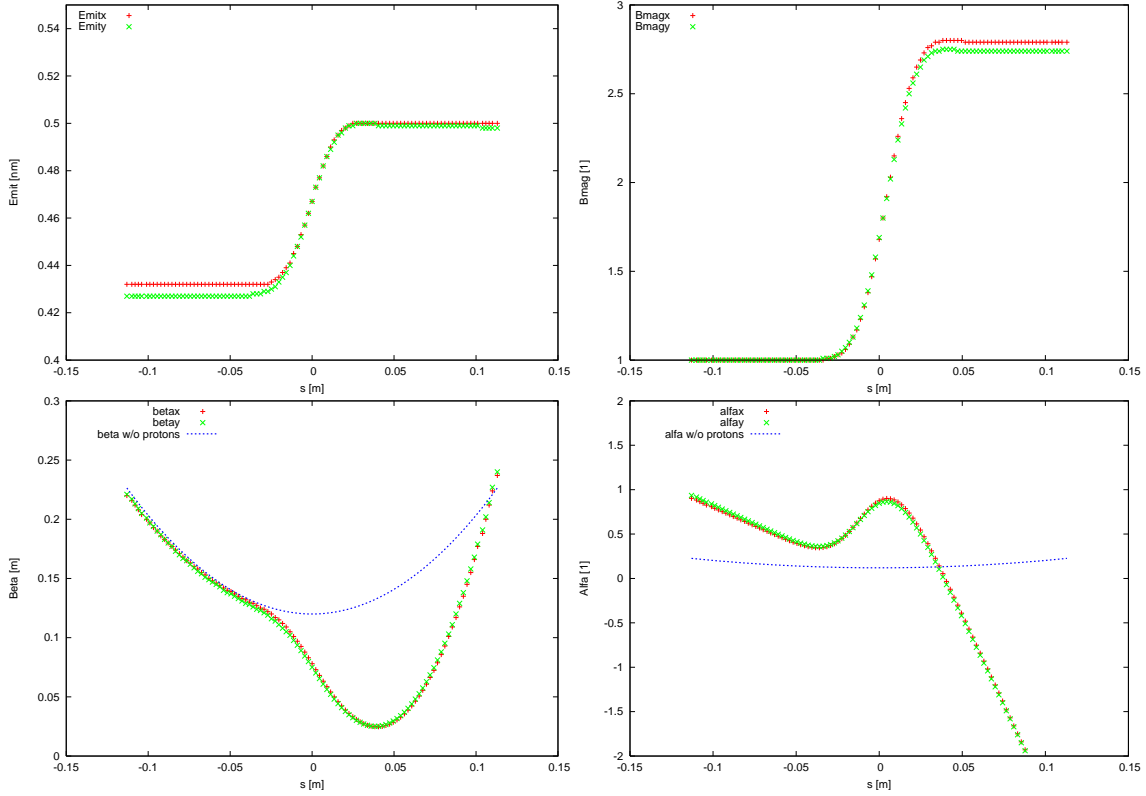 Emitx
Emity
Emit [nm]
0.54
0.52
0.5
0.48
0.46
0.44
0.42
0.4
-0.15 -0.1 -0.05 0 0.05 0.1 0.15
s [m]
Bmagx
Bmagy
Bmag [1]
3
2.5
2
1.5
1
-0.15 -0.1 -0.05 0 0.05 0.1 0.15
s [m]
betax
betay
beta w/o protons
Beta [m]
0.3
0.25
0.2
0.15
0.1
0.05
0
-0.15 -0.1 -0.05 0 0.05 0.1 0.15
s [m]
alfax
alfay
alfa w/o protons
Alfa [1]
2
1.5
1
0.5
0
-0.5
-1
-1.5
-2
-0.15 -0.1 -0.05 0 0.05 0.1 0.15
s [m]